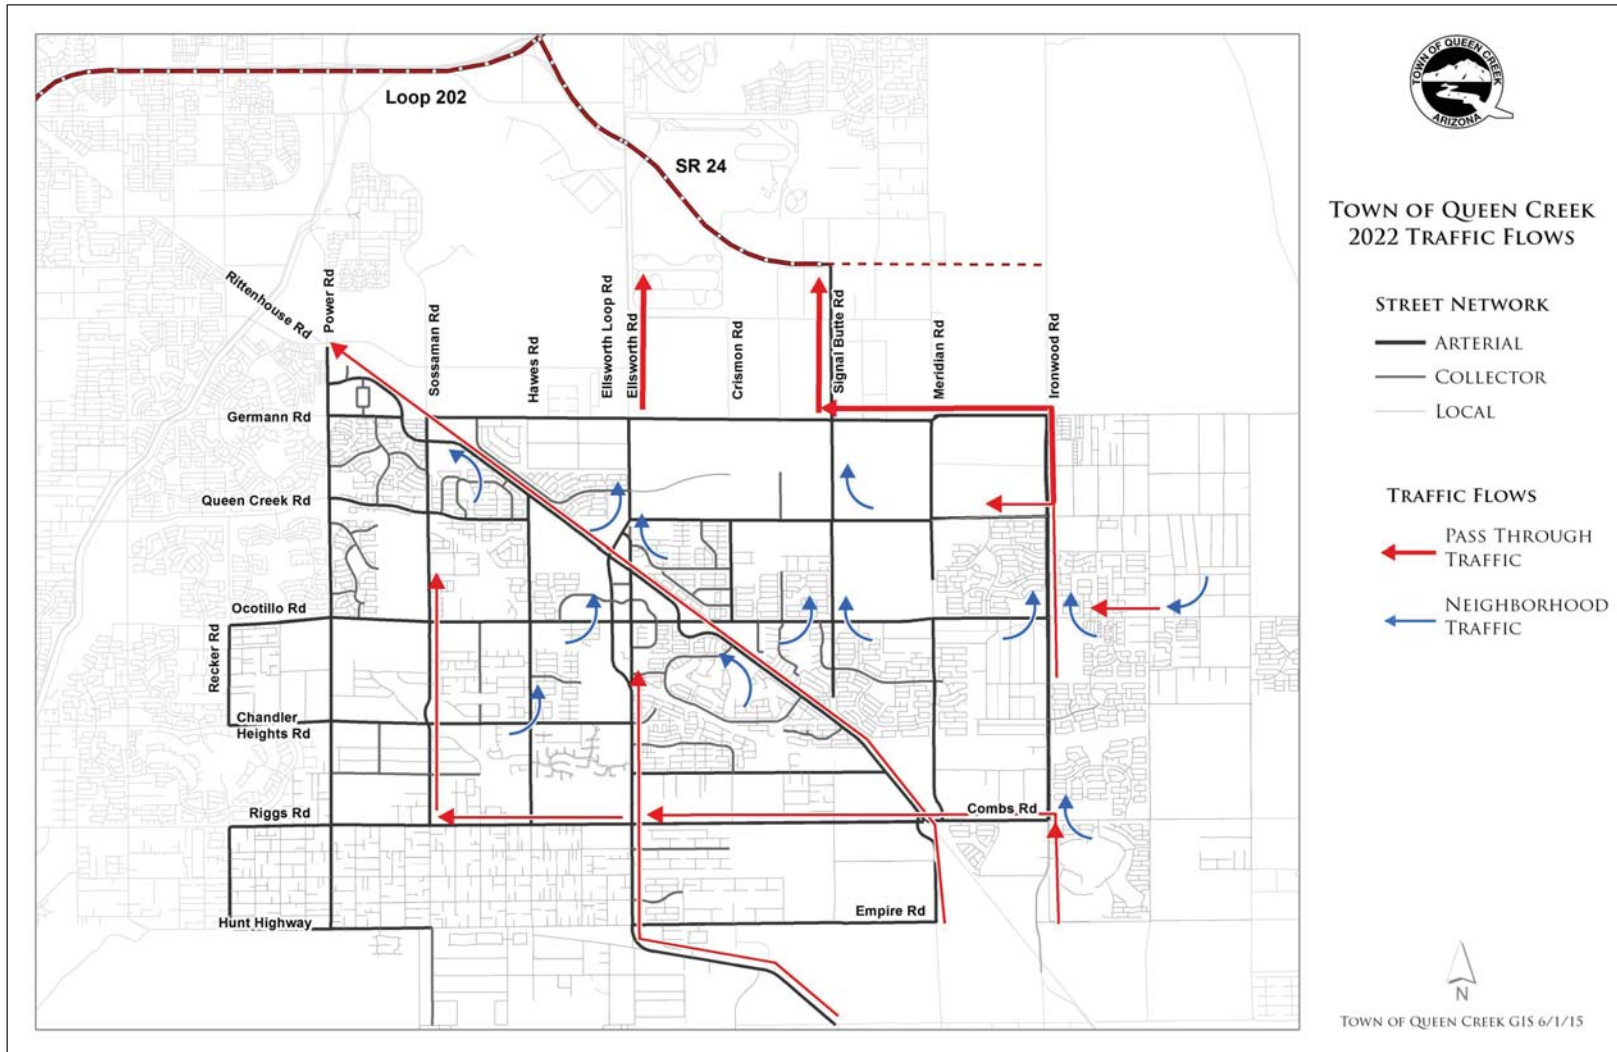 Loop 202
SR 24
Rittenhouse Rd
Power Rd
Sossaman Rd
Hawes Rd
Ellsworth Loop Rd
Ellsworth Rd
Crismon Rd
Signal Butte Rd
Meridian Rd
Ironwood Rd
Germann Rd
Queen Creek Rd
Ocotillo Rd
Recker Rd
Chandler
Heights Rd
Riggs Rd
Combs Rd
Empire Rd
Hunt Highway
TOWN OF QUEEN CREEK
ARIZONA
TOWN OF QUEEN CREEK
2022 TRAFFIC FLOWS
STREET NETWORK
ARTERIAL
COLLECTOR
LOCAL
TRAFFIC FLOWS
PASS THROUGH
TRAFFIC
NEIGHBORHOOD
TRAFFIC
N
TOWN OF QUEEN CREEK GIS 6/1/15